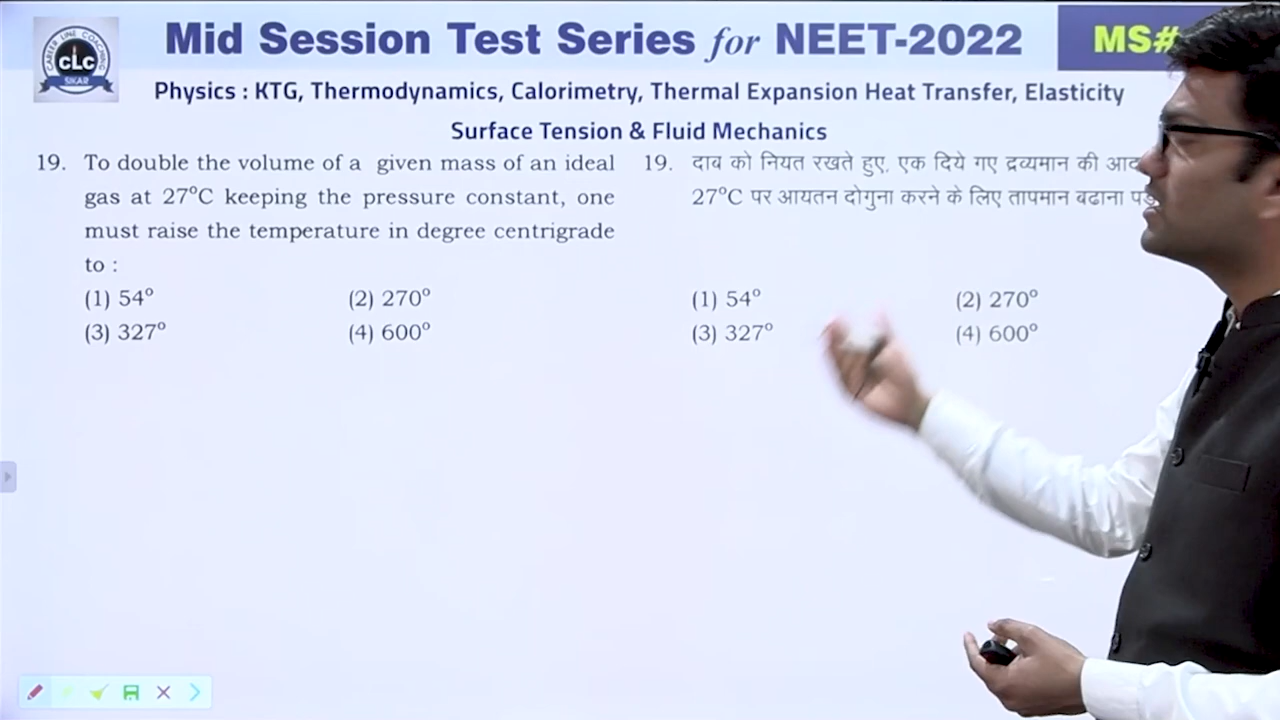 CAREER LINE COACHING
CLC
SIKAR
Mid Session Test Series for NEET-2022
MS#
Physics : KTG, Thermodynamics, Calorimetry, Thermal Expansion Heat Transfer, Elasticity
Surface Tension & Fluid Mechanics
19. To double the volume of a given mass of an ideal
gas at 27°C keeping the pressure constant, one
must raise the temperature in degree centrigrade
to :
(1) 54° (2) 270°
(3) 327° (4) 600°
19. दाब को नियत रखते हुए, एक दिये गए द्रव्यमान की
27°C पर आयतन दोगुना करने के लिए तापमान बढाना
(1) 54° (2) 270°
(3) 327° (4) 600°